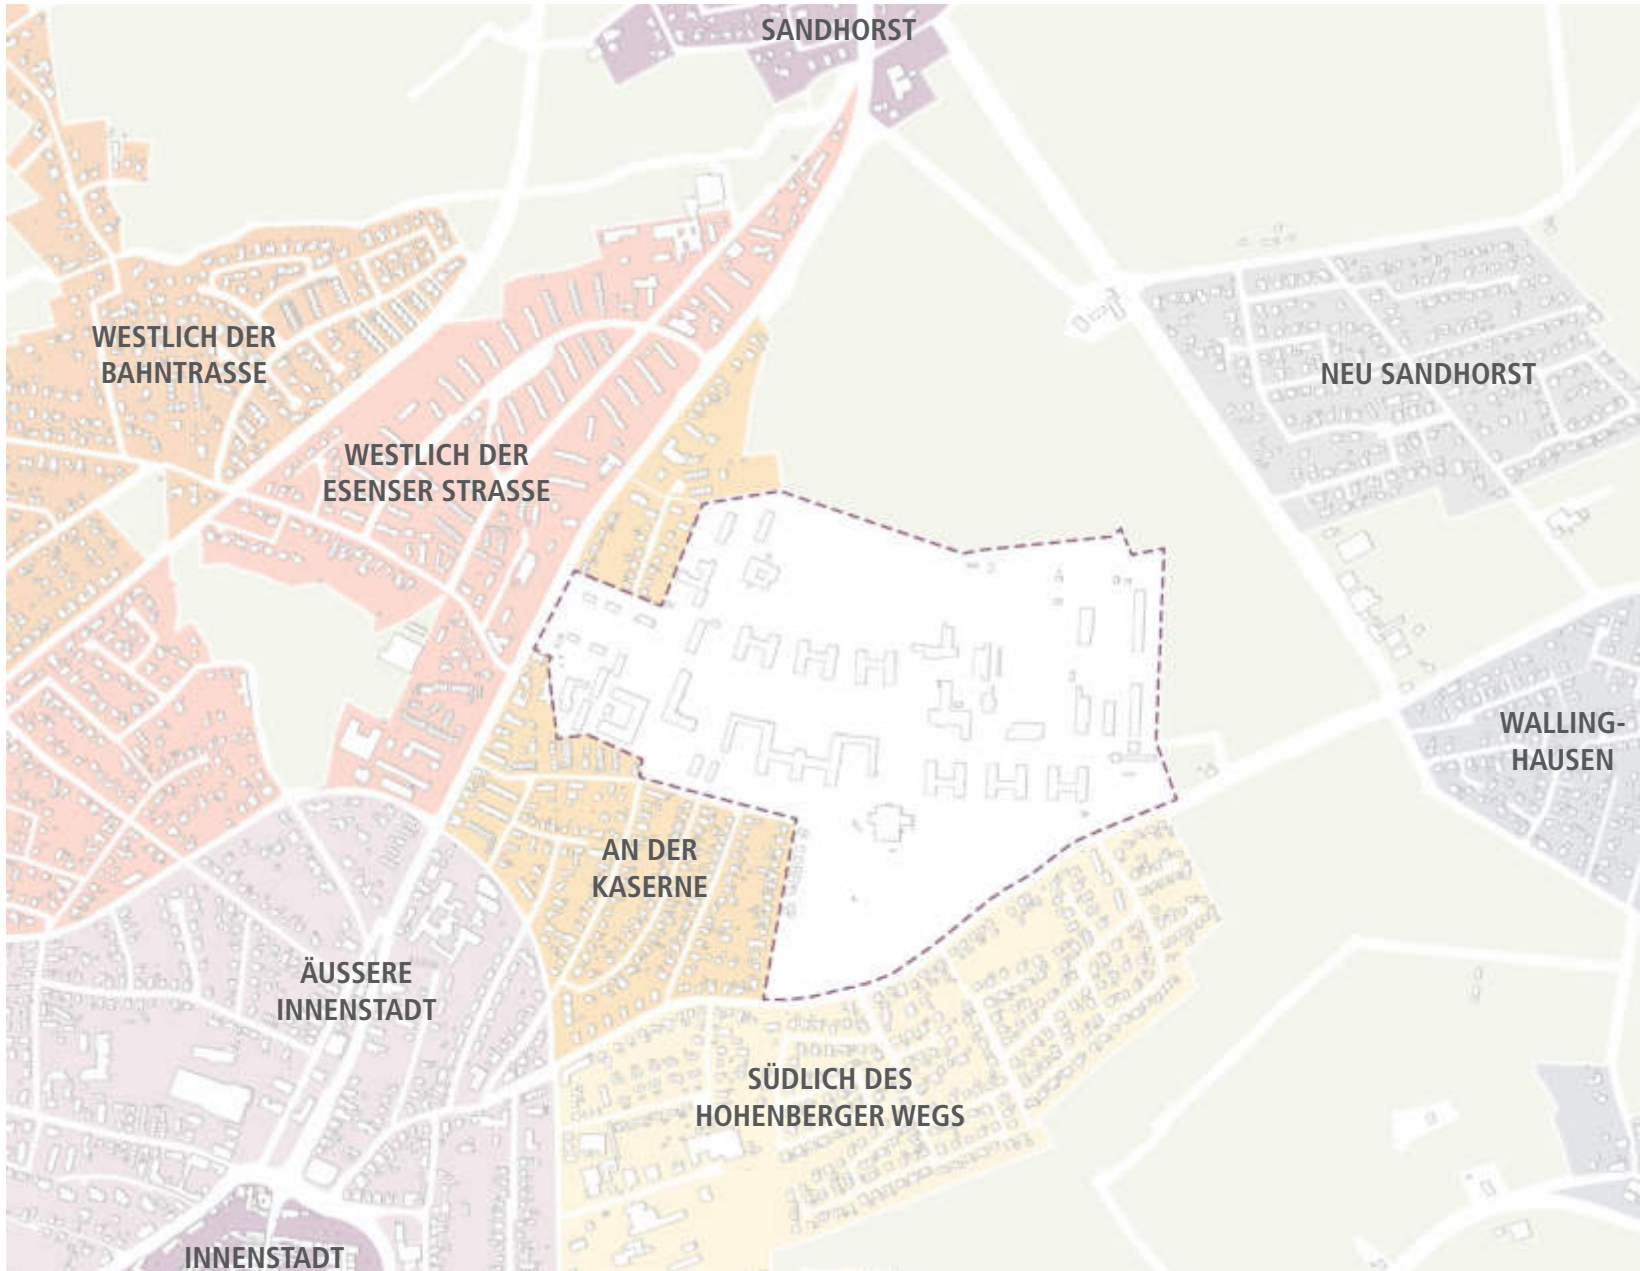 SANDHORST
WESTLICH DER
BAHNTRASSE
NEU SANDHORST
WESTLICH DER
ESENSER STRASSE
WALLING-
HAUSEN
AN DER
KASERNE
ÄUSSERE
INNENSTADT
SÜDLICH DES
HOHENBERGER WEGS
INNENSTADT